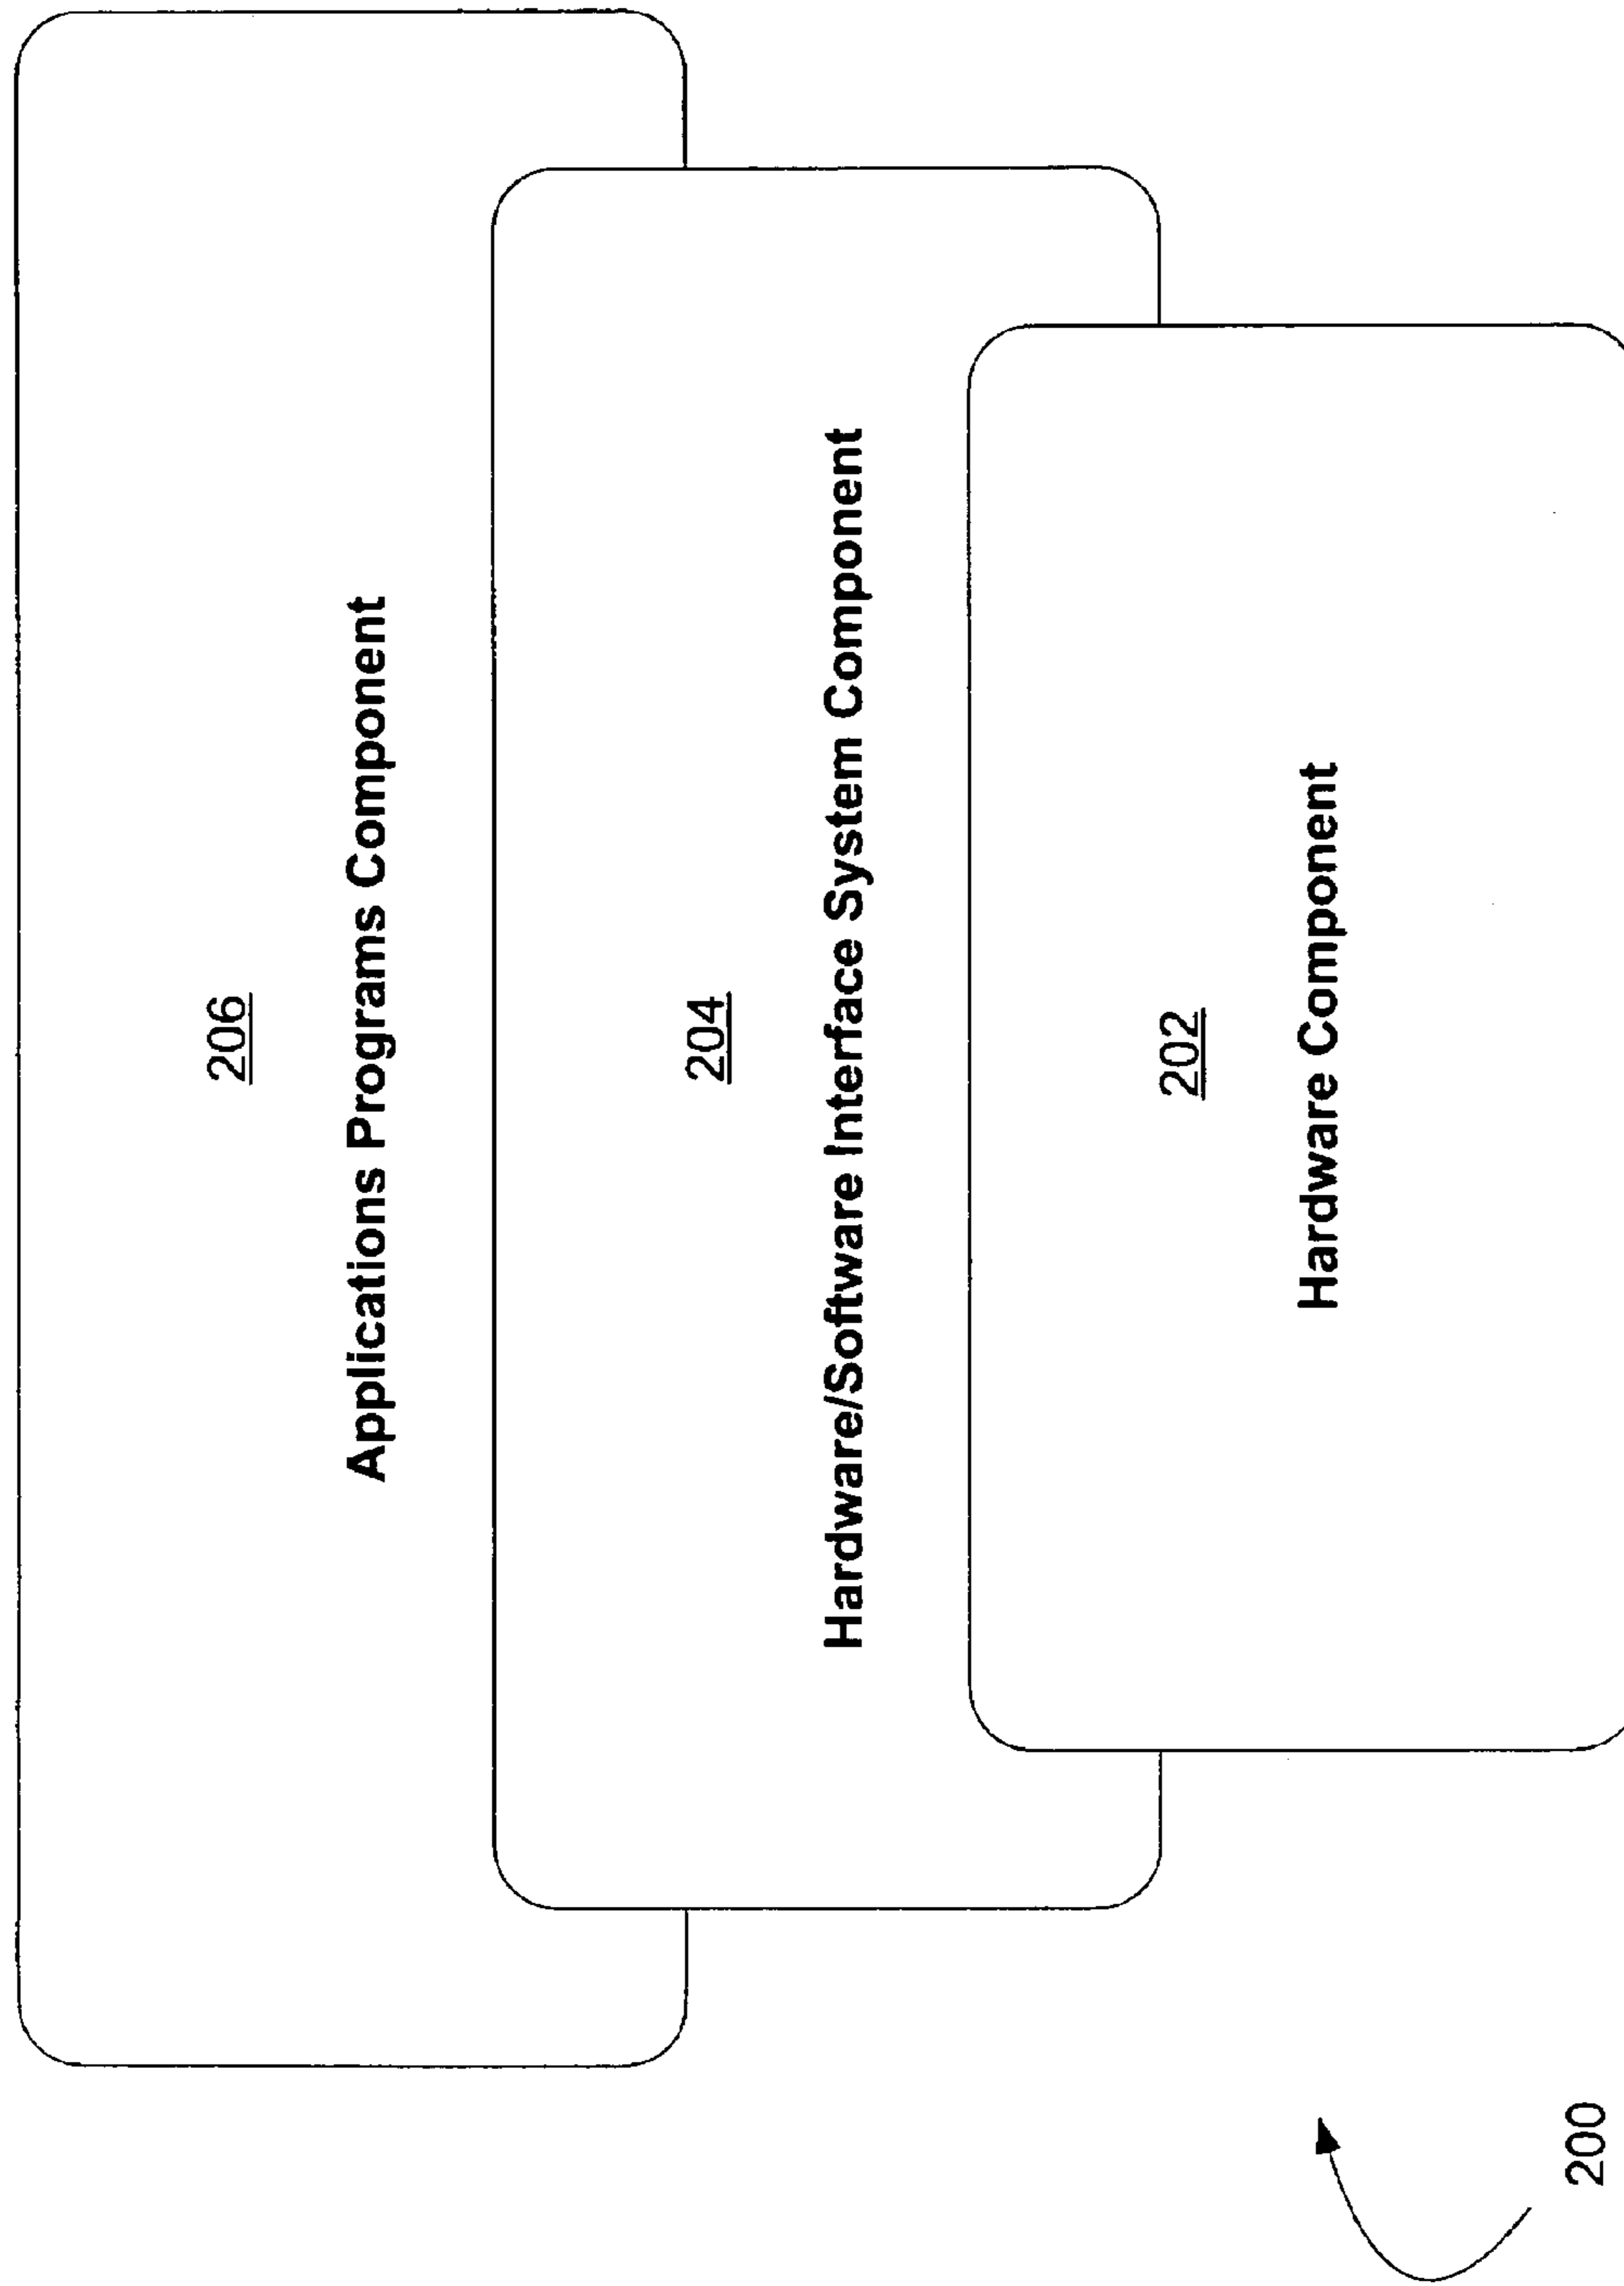 206
Applications Programs Component
204
Hardware/Software Interface System Component
202
Hardware Component
200